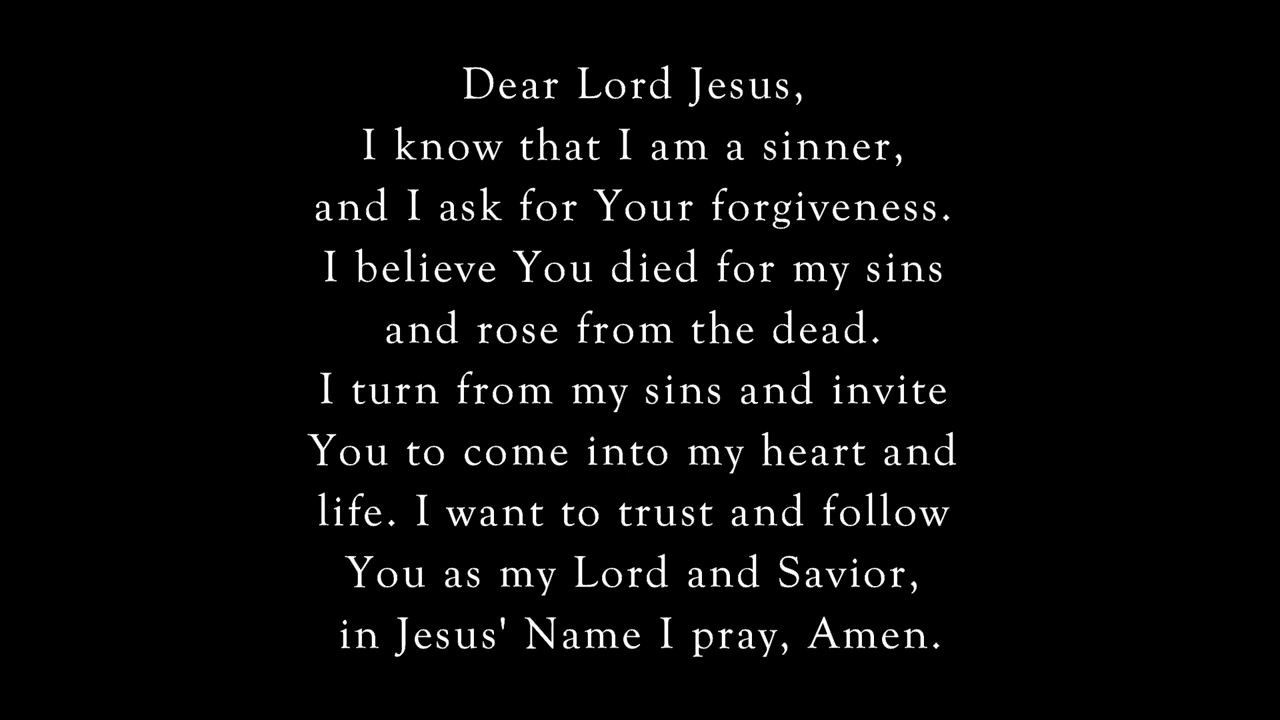 Dear Lord Jesus,
I know that I am a sinner,
and I ask for Your forgiveness.
I believe You died for my sins
and rose from the dead.
I turn from my sins and invite
You to come into my heart and
life. I want to trust and follow
You as my Lord and Savior,
in Jesus' Name I pray, Amen.